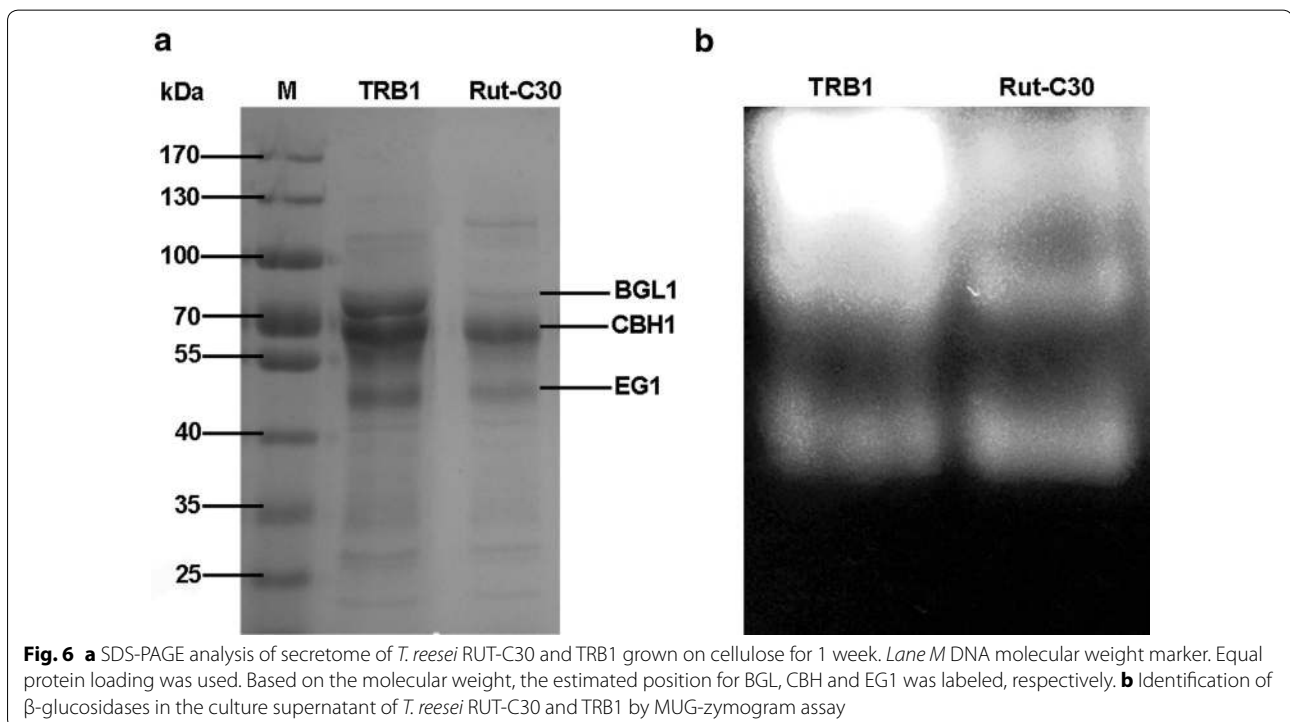 a
b
kDa M TRB1 Rut-C30
TRB1 Rut-C30
170
130
100
BGL1
70
CBH1
55
EG1
40
35
25
Fig. 6 a SDS-PAGE analysis of secretome of T. reesei RUT-C30 and TRB1 grown on cellulose for 1 week. Lane M DNA molecular weight marker. Equal
protein loading was used. Based on the molecular weight, the estimated position for BGL, CBH and EG1 was labeled, respectively. b Identification of
β-glucosidases in the culture supernatant of T. reesei RUT-C30 and TRB1 by MUG-zymogram assay